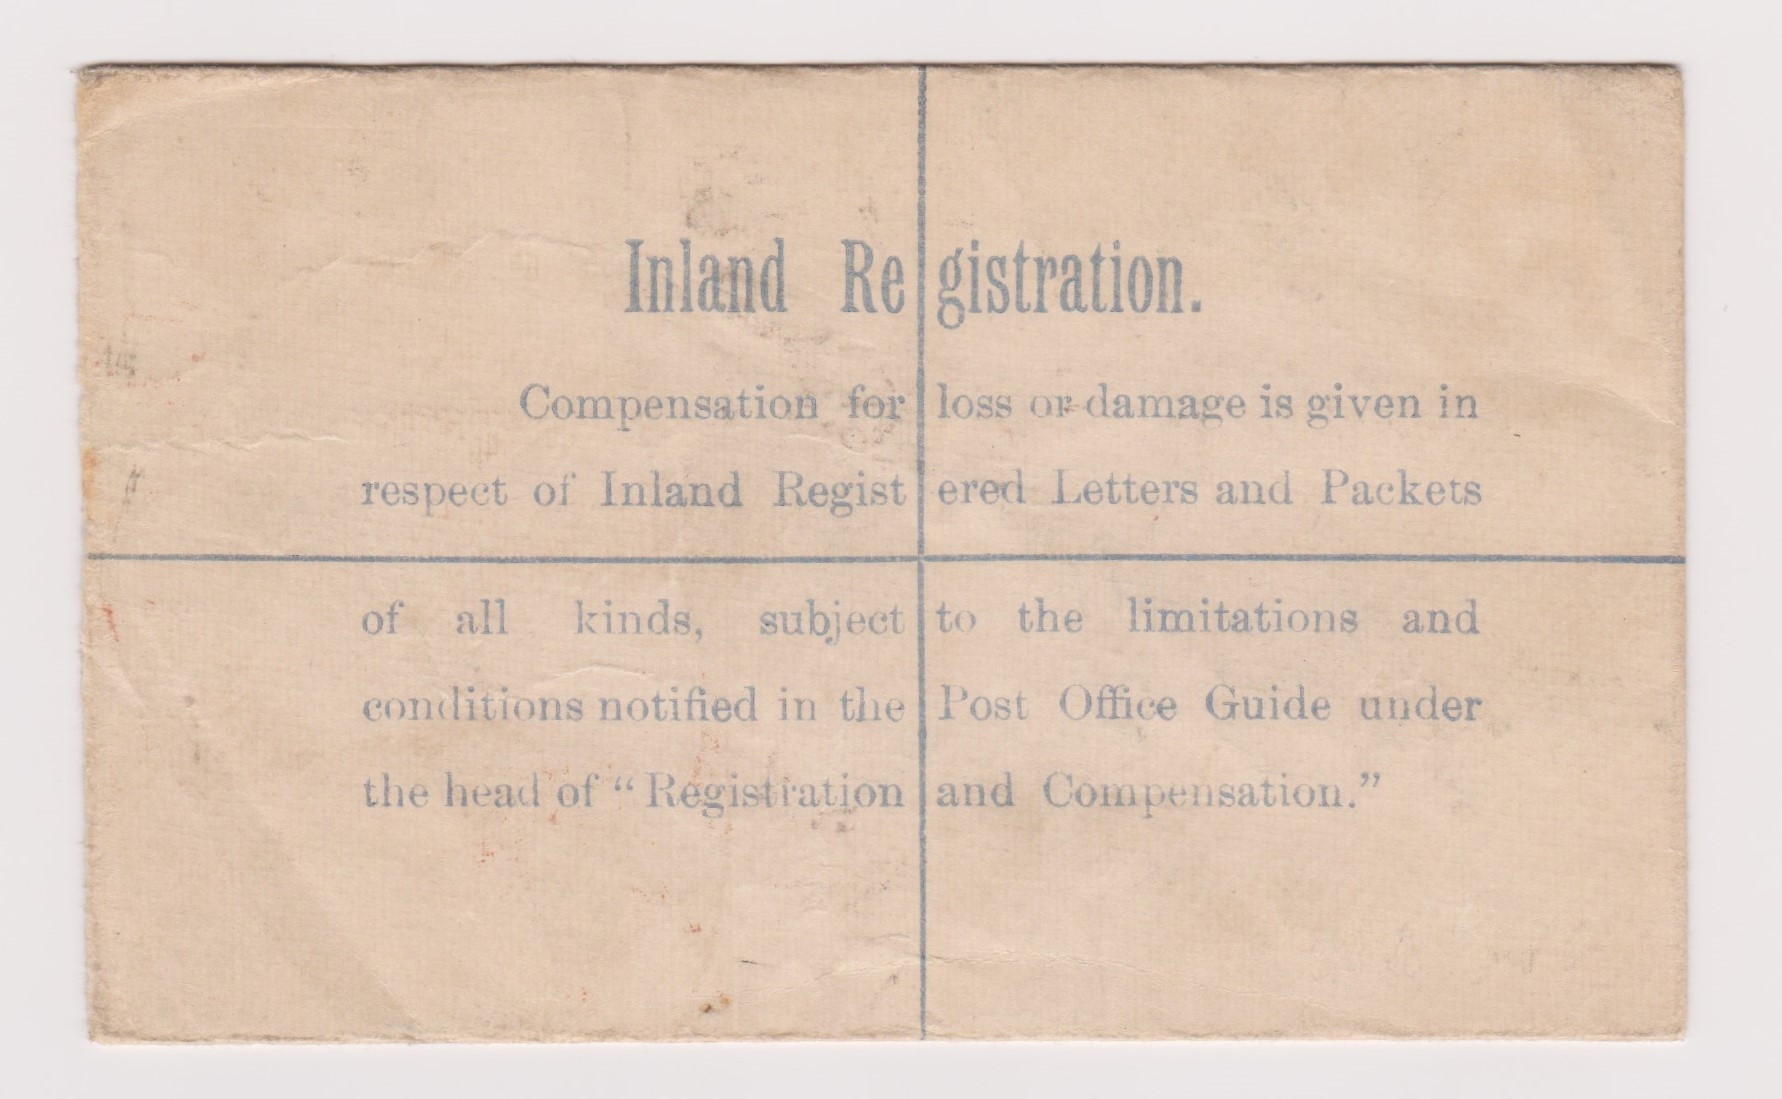 Inland Registration.
Compensation for loss or damage is given in
respect of Inland Registered Letters and Packets
of all kinds, subject to the limitations and
conditions notified in the Post Office Guide under
the head of “Registration and Compensation.”